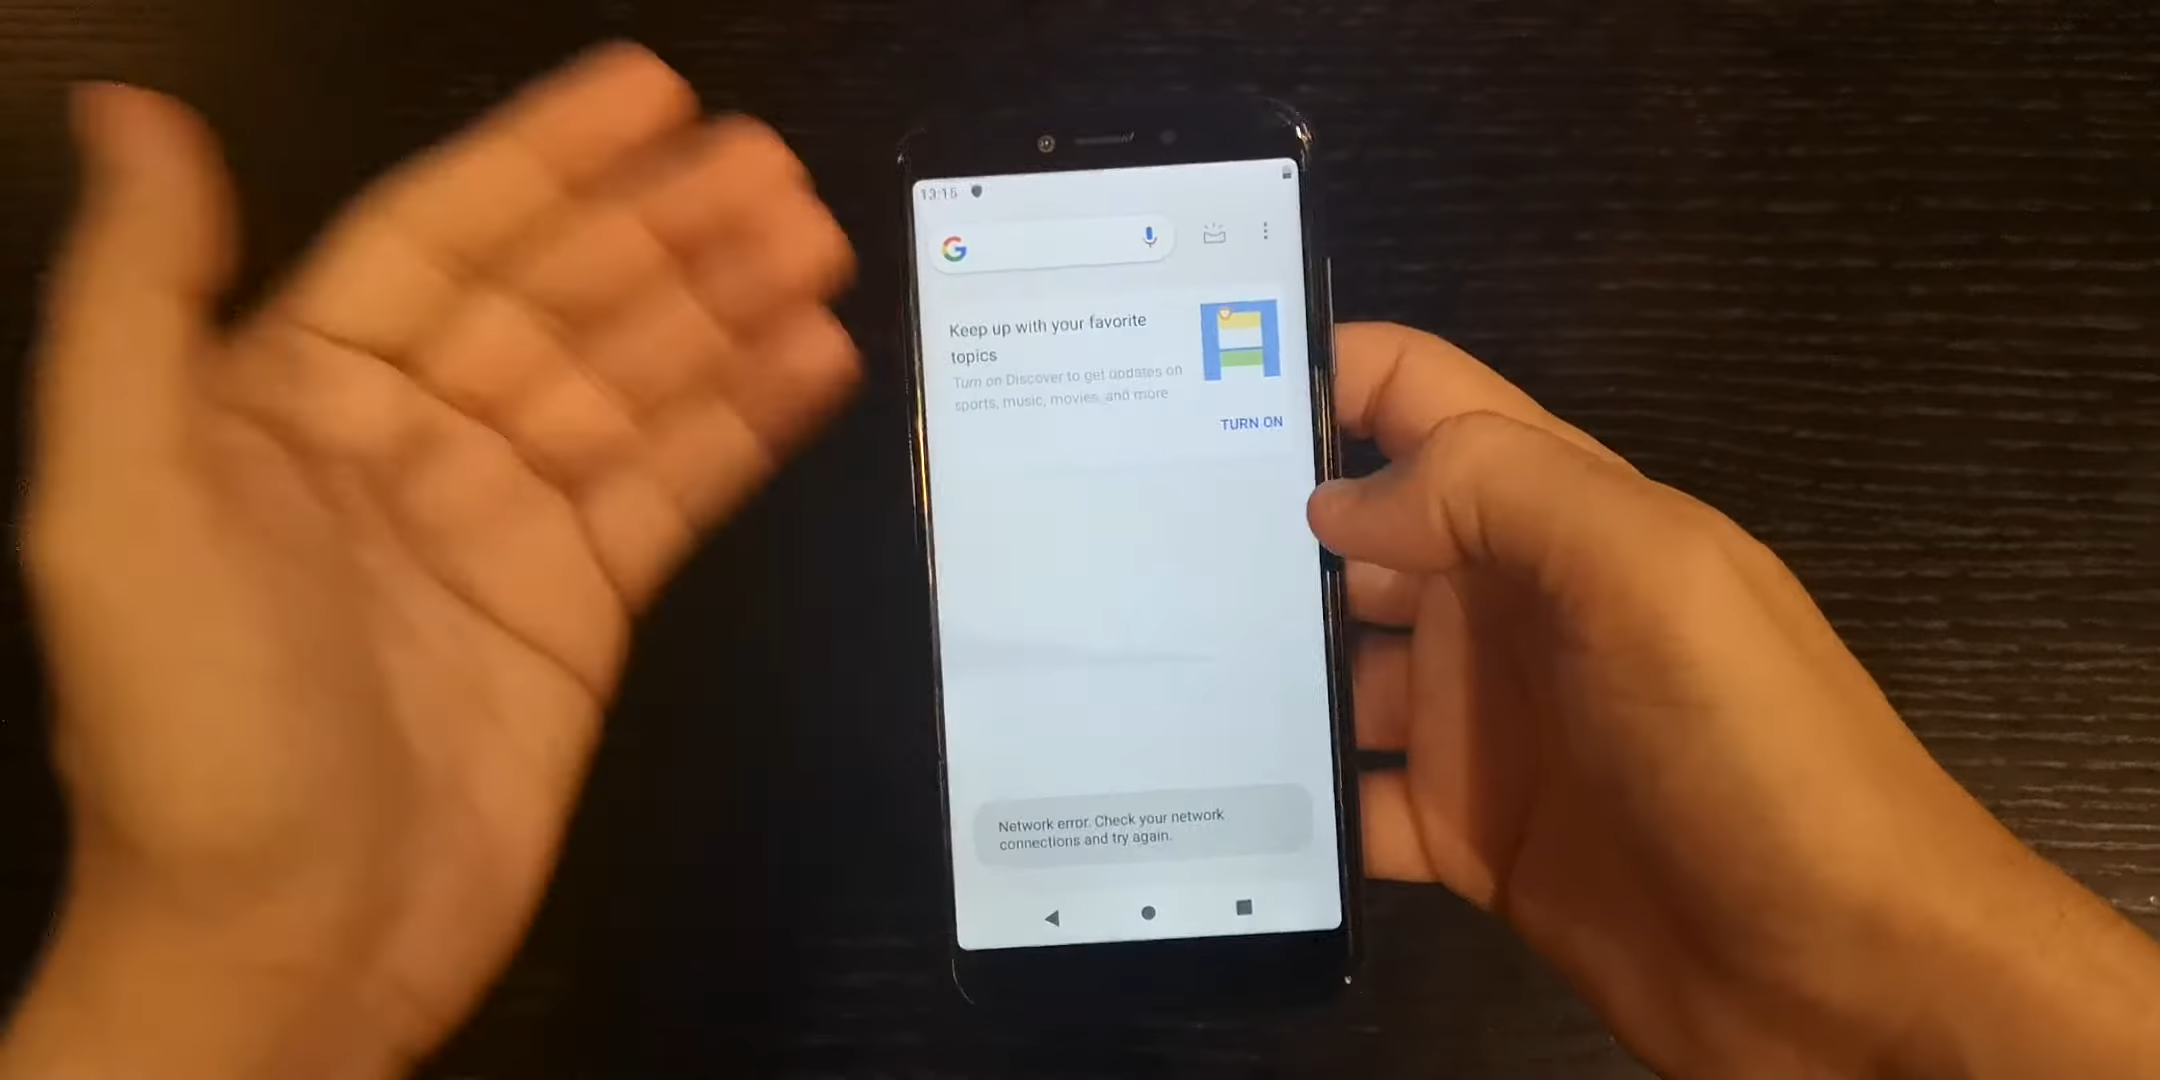 13:15
G
Keep up with your favorite
topics
Turn on Discover to get updates on
sports, music, movies, and more
TURN ON
Network error. Check your network
connections and try again.